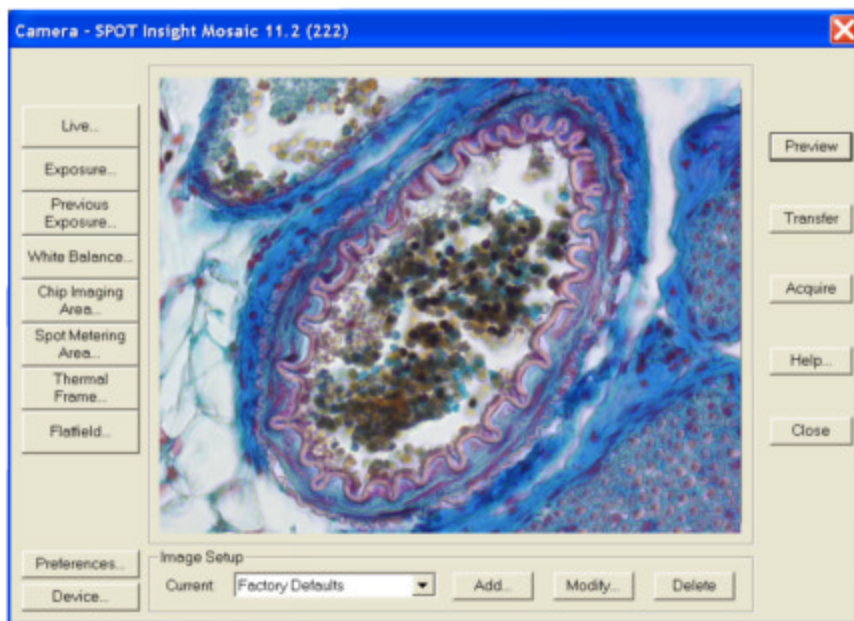 Camera - SPOT Insight Mosaic 11.2 (222)
Live...
Exposure...
Previous
Exposure...
White Balance...
Chip Imaging
Area...
Spot Metering
Area...
Thermal
Frame...
Flatfield...
Preferences...
Device...
Preview
Transfer
Acquire
Help...
Close
Image Setup
Current
Factory Defaults
Add...
Modify...
Delete